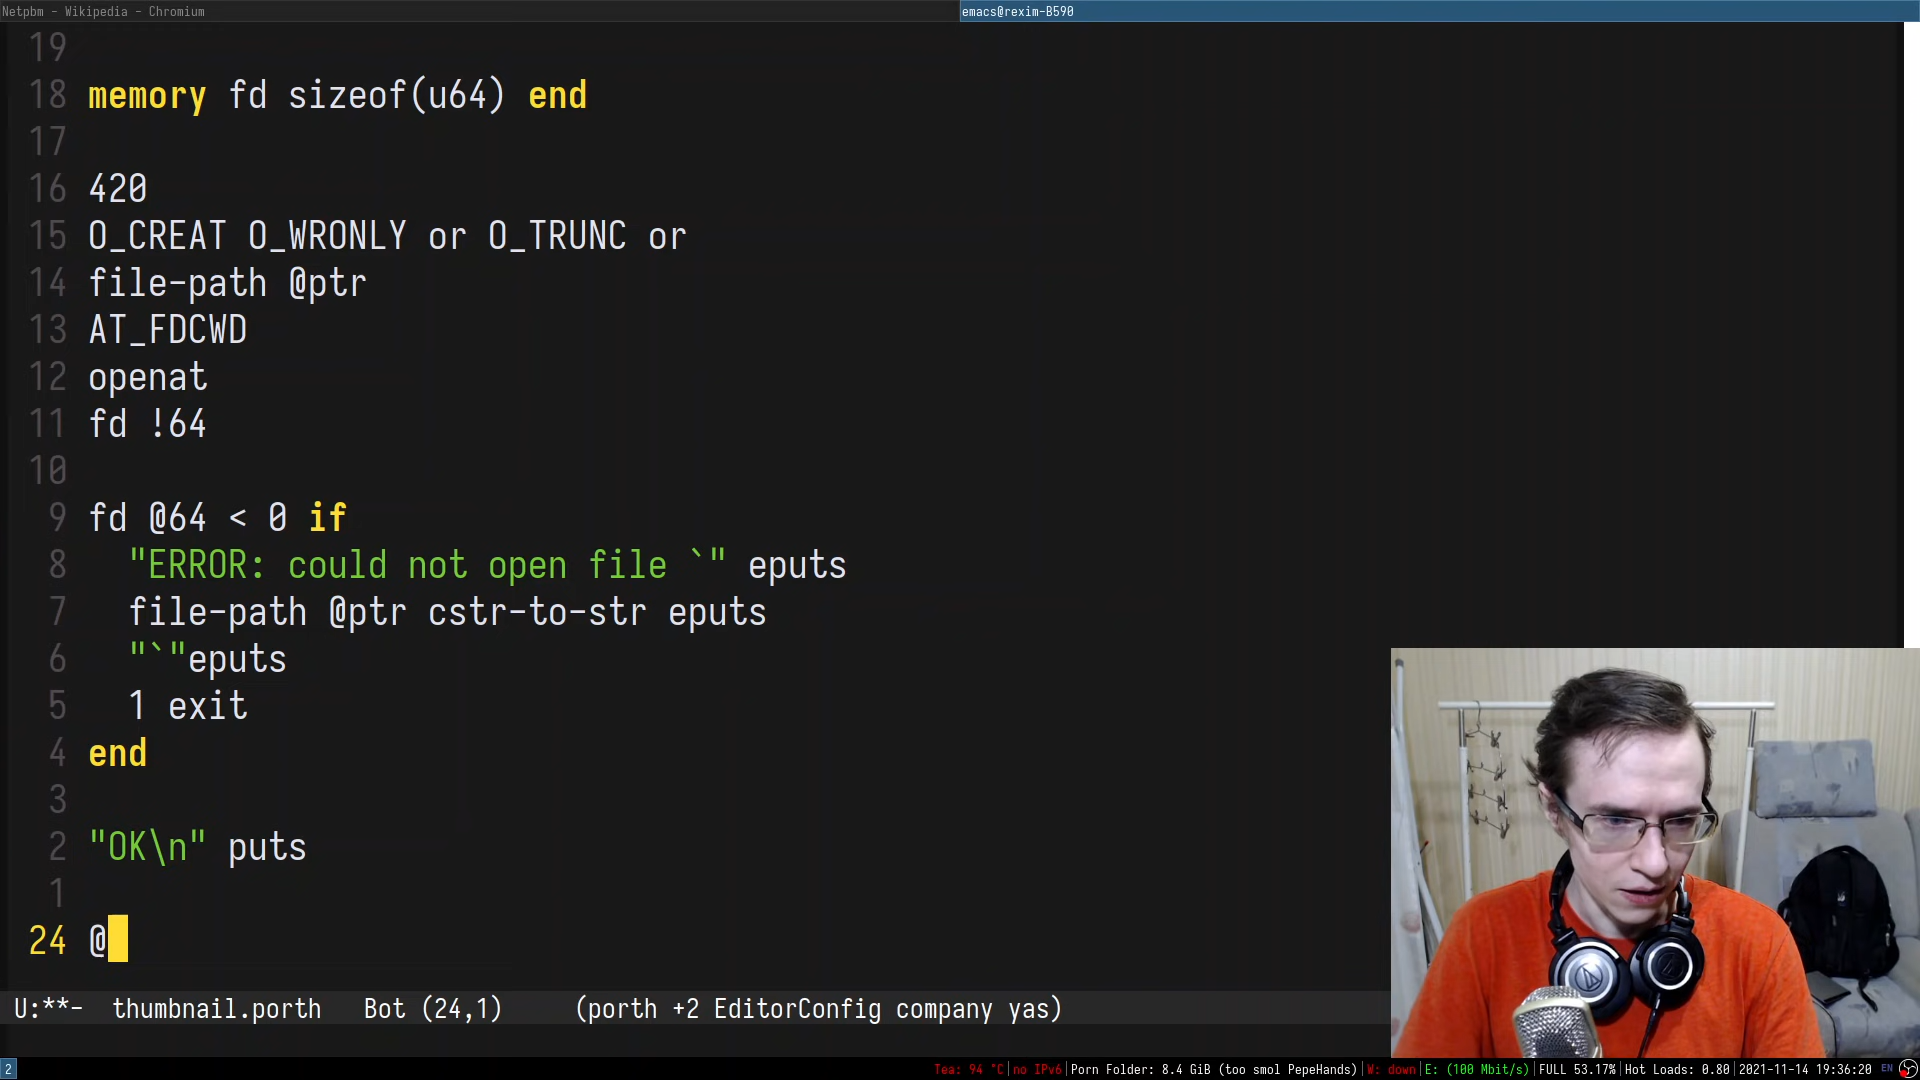 Netpbm - Wikipedia - Chromium
emacs@rexim-B590
19
18 memory fd sizeof(u64) end
17
16 420
15 O_CREAT O_WRONLY or O_TRUNC or
14 file-path @ptr
13 AT_FDCWD
12 openat
11 fd !64
10
9 fd @64 < 0 if
8 "ERROR: could not open file `" eputs
7 file-path @ptr cstr-to-str eputs
6 "`"eputs
5 1 exit
4 end
3
2 "OK\n" puts
1
24 @
U:**- thumbnail.porth Bot (24,1) (porth +2 EditorConfig company yas)
2 Tea: 94 °C|no IPv6|Porn Folder: 8.4 GiB (too smol PepeHands)|W: down|E: (100 Mbit/s)|FULL 53.17%|Hot Loads: 0.80|2021-11-14 19:36:20 EN